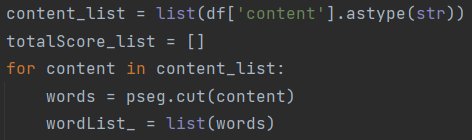 content_list = list(df['content'].astype(str))
totalScore_list = []
for content in content_list:
    words = pseg.cut(content)
    wordList_ = list(words)